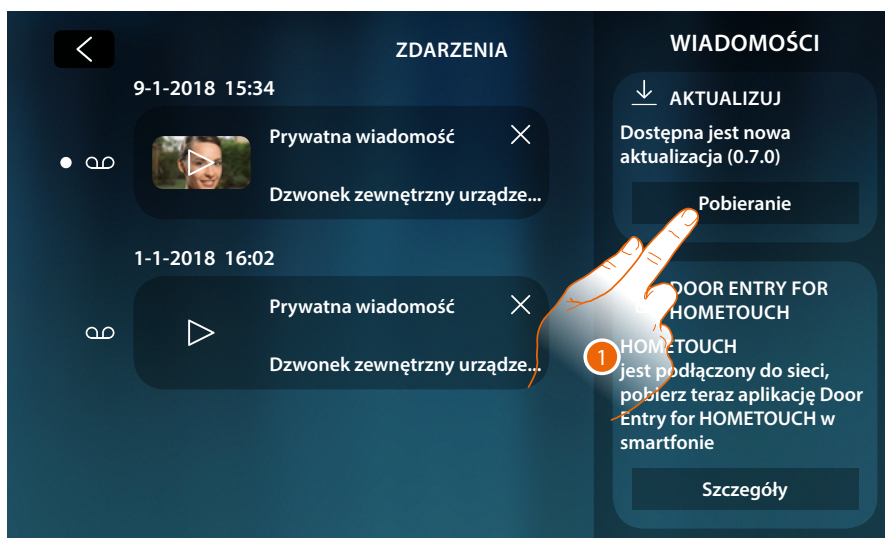 ZDARZENIA
9-1-2018 15:34
Prywatna wiadomość
Dzwonek zewnętrzny urządze...
1-1-2018 16:02
Prywatna wiadomość
Dzwonek zewnętrzny urządze...
WIADOMOŚCI
AKTUALIZUJ
Dostępna jest nowa
aktualizacja (0.7.0)
Pobieranie
DOOR ENTRY FOR
HOMETOUCH
1
HOMETOUCH
jest podłączony do sieci,
pobierz teraz aplikację Door
Entry for HOMETOUCH w
smartfonie
Szczegóły